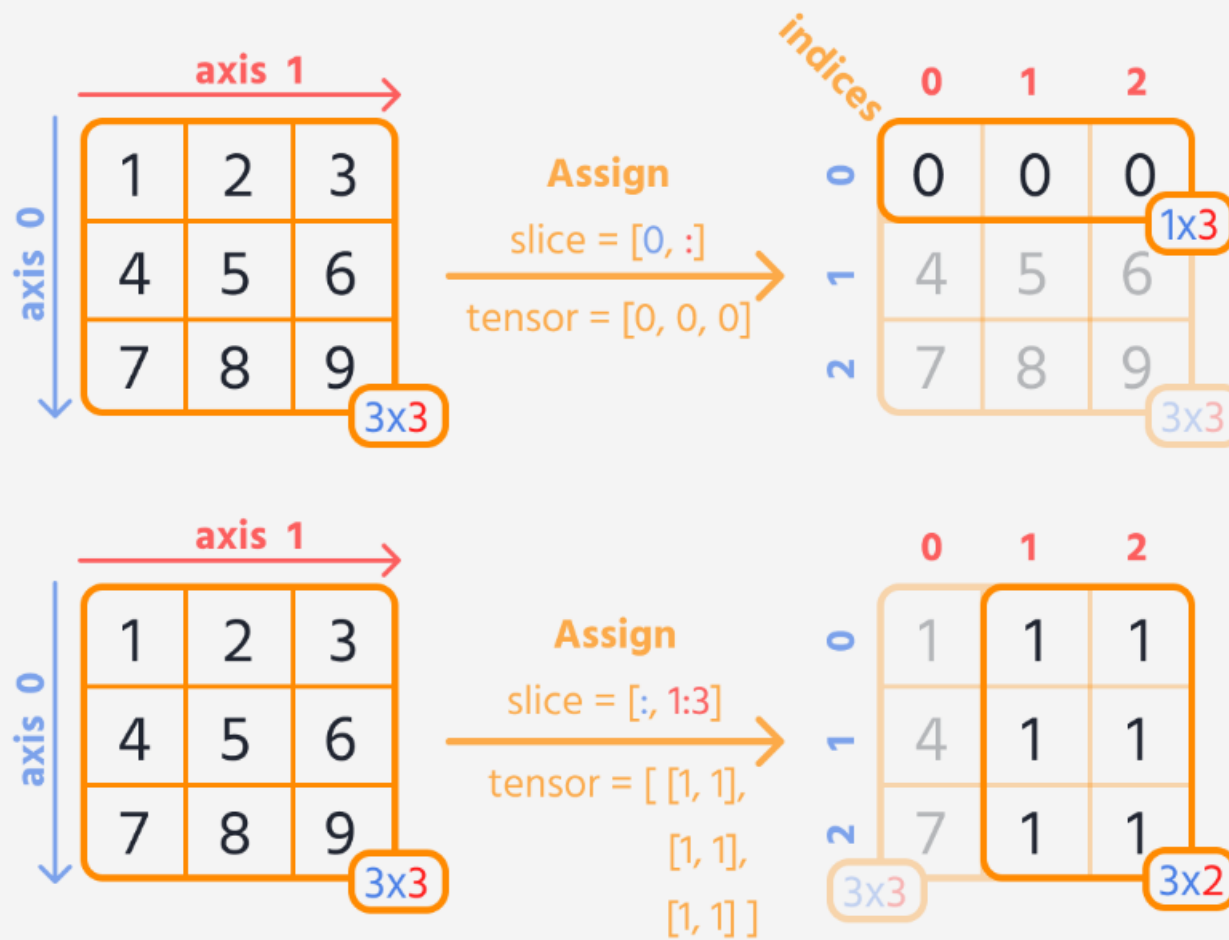 axis 1
axis 0
1 2 3
4 5 6
7 8 9
3x3
Assign
slice = [0, :]
tensor = [0, 0, 0]
indices
0 1 2
0 0 0 0
1x3
1 4 5 6
2 7 8 9
3x3
axis 1
axis 0
1 2 3
4 5 6
7 8 9
3x3
Assign
slice = [:, 1:3]
tensor = [ [1, 1],
[1, 1],
[1, 1] ]
0 1 2
0 1 1 1
1 4 1 1
2 7 1 1
3x3
3x2